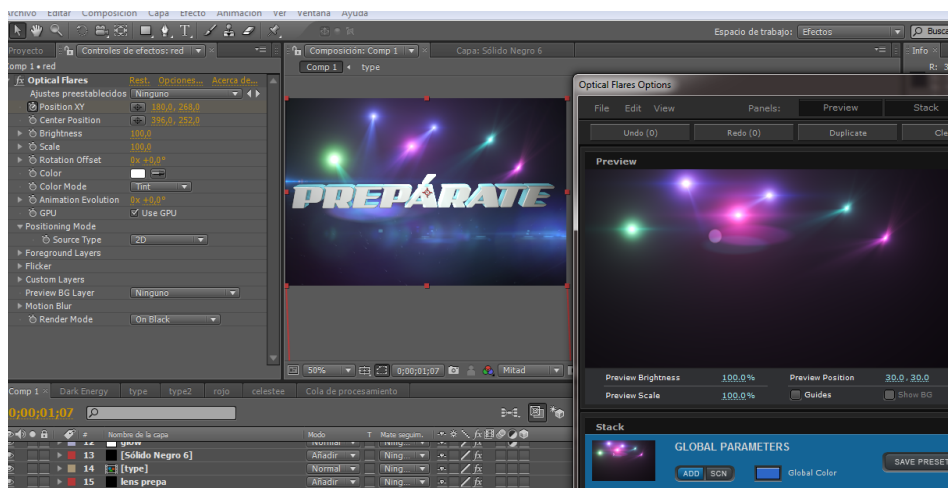 Archivo Editar Composición Capa Efecto Animación Ver Ventana Ayuda
Espacio de trabajo: Efectos
Busca
Proyecto
Controles de efectos: red
Composición: Comp 1
Capa: Sólido Negro 6
Info
Comp 1 • red
Comp 1
type
R: 3
fx Optical Flares Rest. Opciones... Acerca de...
Ajustes preestablecidos Ninguno
Position XY 180,0, 268,0
Center Position 396,0, 252,0
Brightness 100,0
Scale 100,0
Rotation Offset 0x +0,0°
Color
Color Mode Tint
Animation Evolution 0x +0,0°
GPU Use GPU
Positioning Mode
Source Type 2D
Foreground Layers
Flicker
Custom Layers
Preview BG Layer Ninguno
Motion Blur
Render Mode On Black
PREPÁRATE
50%
0;00;01;07
Mitad
Optical Flares Options
File Edit View Panels: Preview Stack
Undo (0) Redo (0) Duplicate Cle
Preview
Preview Brightness 100.0% Preview Position 30.0 , 30.0
Preview Scale 100.0% Guides Show BG
Stack
GLOBAL PARAMETERS
ADD SCN Global Color
SAVE PRESET
Comp 1 Dark Energy type type2 rojo celestee Cola de procesamiento
0;00;01;07
# Nombre de la capa Modo T Mate seguim.
12 glow Normal Ning...
13 [Sólido Negro 6] Añadir Ning...
14 [type] Normal Ning...
15 lens prepa Añadir Ning...